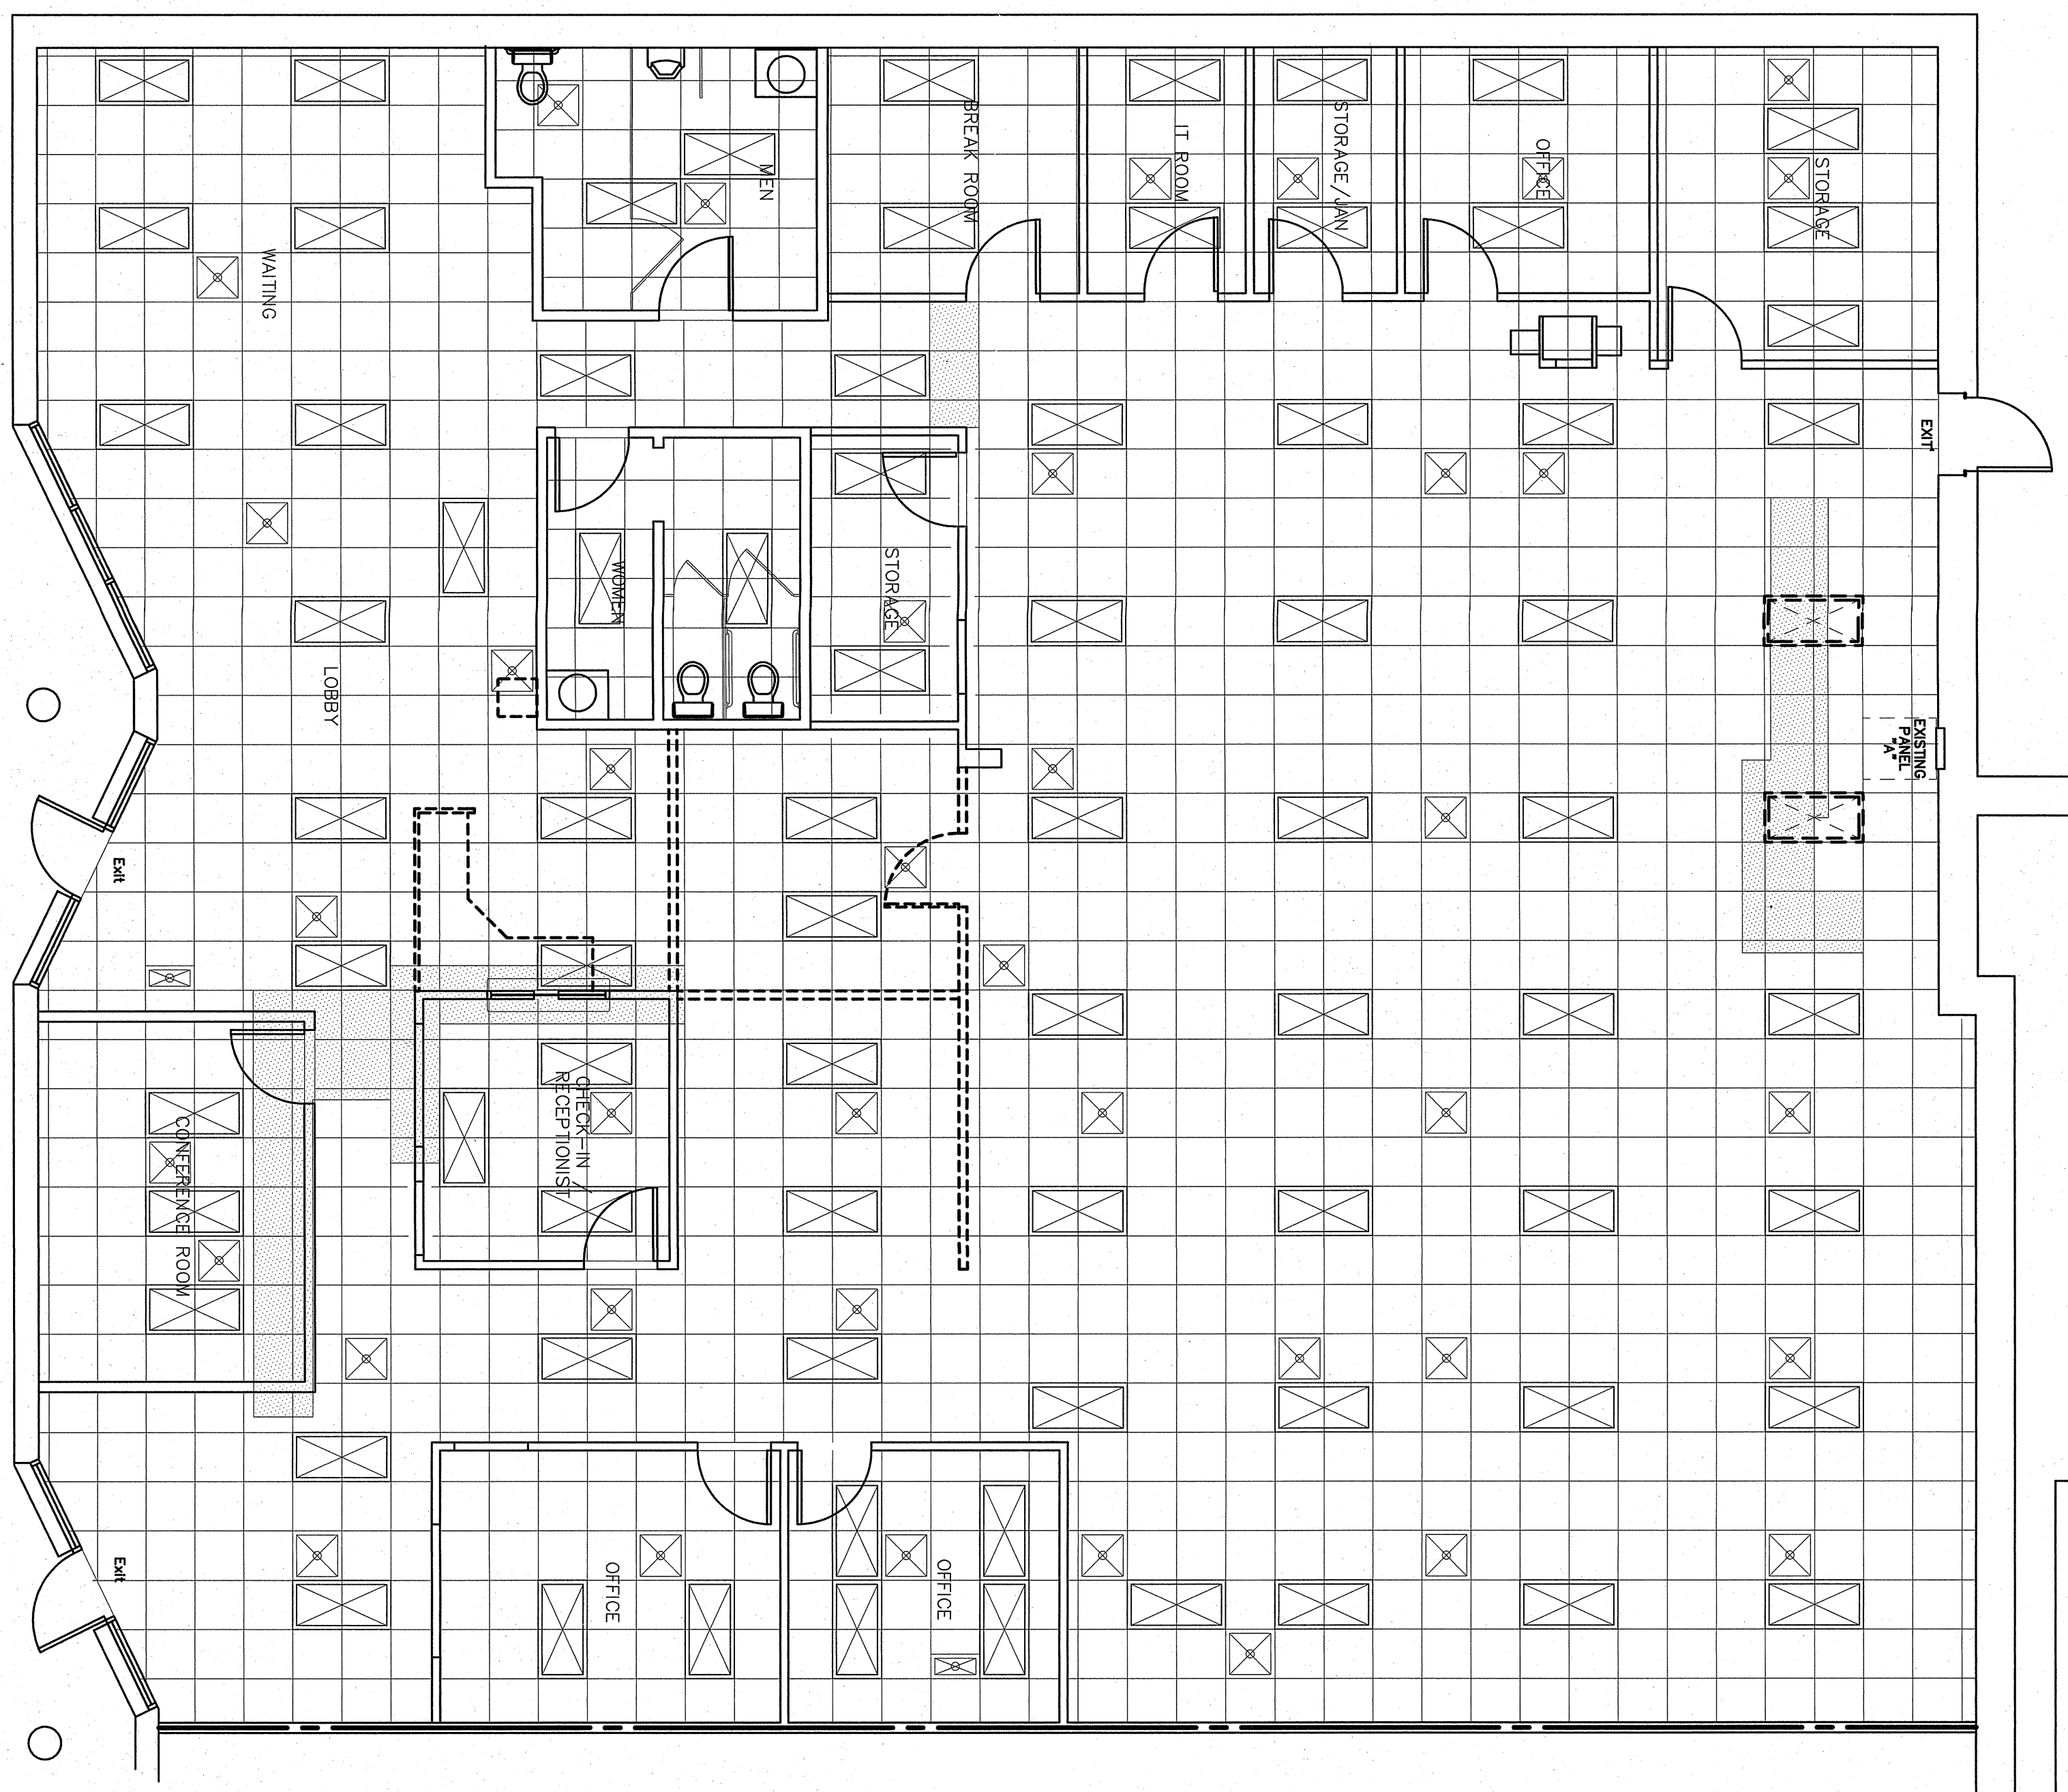 MEN
BREAK ROOM
IT ROOM
STORAGE/JAN
OFFICE
STORAGE
WAITING
EXIT
WOMEN
STORAGE
LOBBY
EXISTING
PANEL
"A"
Exit
CHECK-IN
RECEPTIONIST
CONFERENCE ROOM
Exit
OFFICE
OFFICE